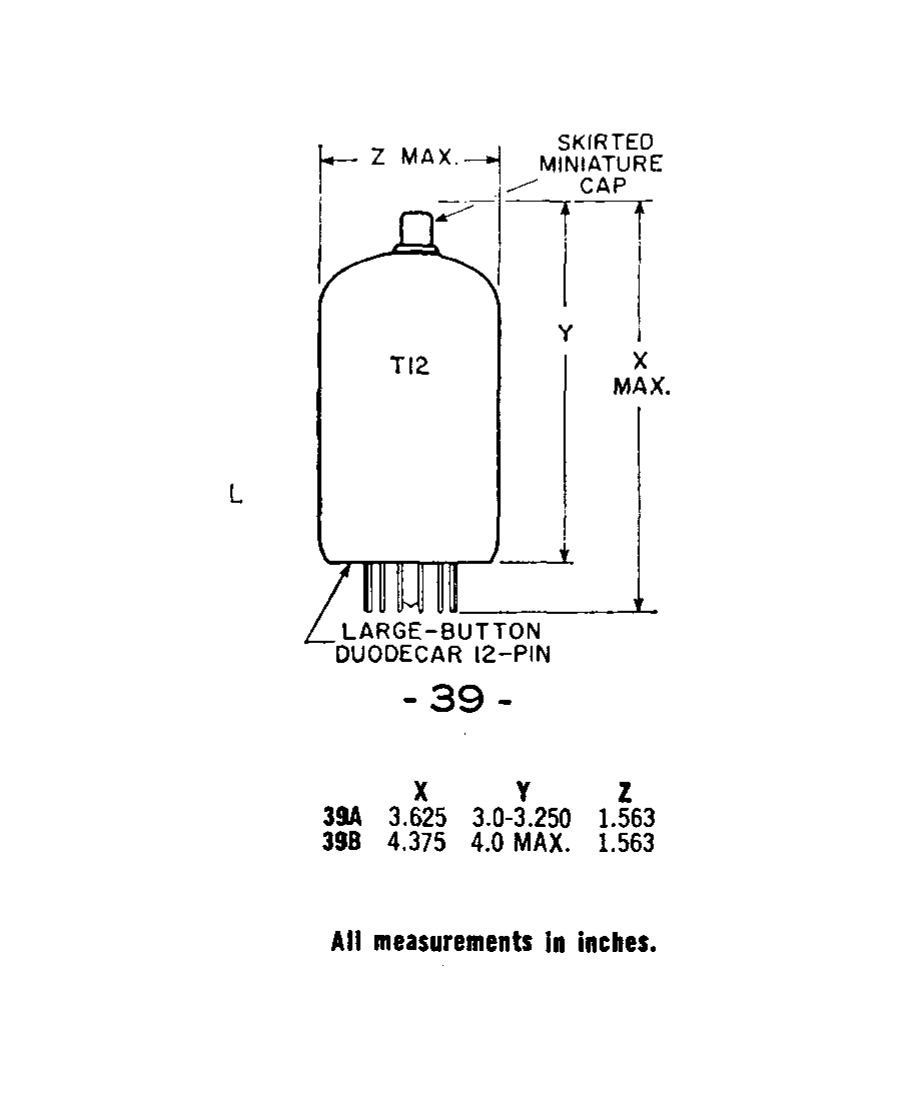 SKIRTED
MINIATURE
CAP
Z MAX.
Y
X
MAX.
T12
L
LARGE-BUTTON
DUODECAR 12-PIN
- 39 -
X Y Z
39A 3.625 3.0-3.250 1.563
39B 4.375 4.0 MAX. 1.563
All measurements in inches.